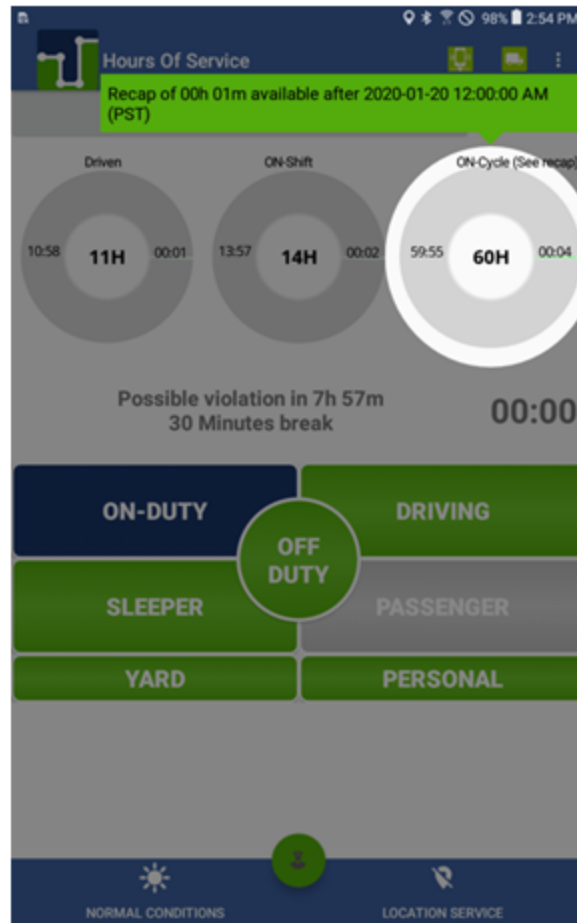 98% 2:54 PM
Hours Of Service
Recap of 00h 01m available after 2020-01-20 12:00:00 AM
(PST)
Driven
ON-Shift
ON-Cycle (See recap)
10:58 11H 00:01
13:57 14H 00:02
59:55 60H 00:04
Possible violation in 7h 57m
30 Minutes break
00:00
ON-DUTY
DRIVING
OFF
DUTY
SLEEPER
PASSENGER
YARD
PERSONAL
NORMAL CONDITIONS
LOCATION SERVICE